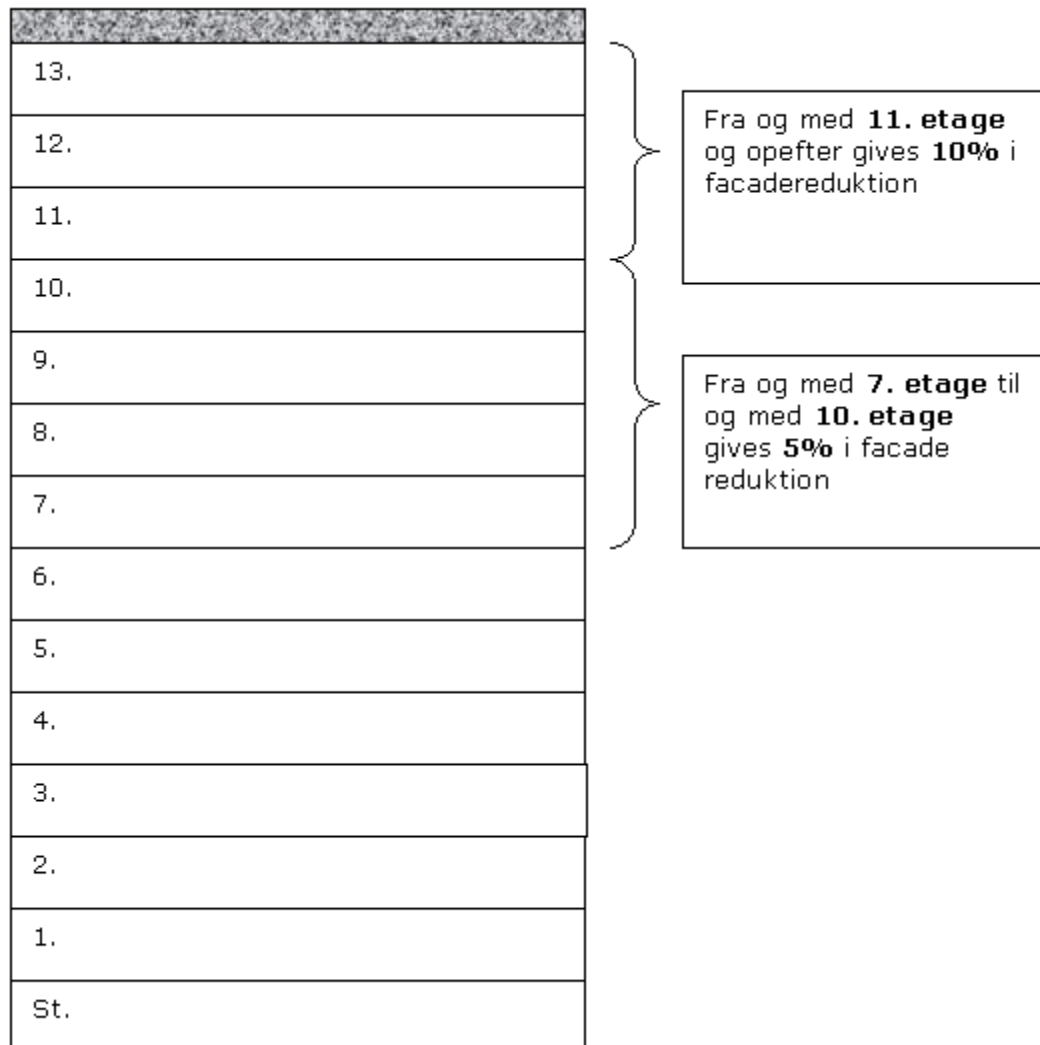 13.
12.
11.
10.
9.
8.
7.
6.
5.
4.
3.
2.
1.
St.
Fra og med 11. etage
og opefter gives 10% i
facadereduktion
Fra og med 7. etage til
og med 10. etage
gives 5% i facade
reduktion